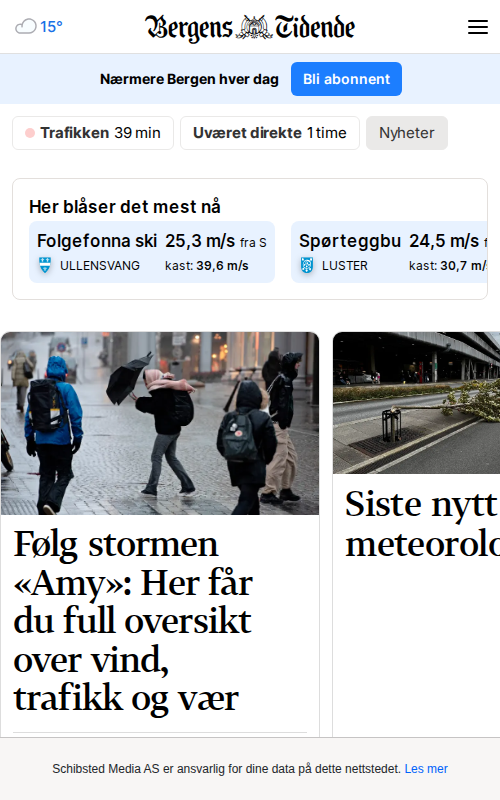 15°
Bergens Tidende
Nærmere Bergen hver dag
Bli abonnent
Trafikken 39 min
Uværet direkte 1 time
Nyheter
Her blåser det mest nå
Folgefonna ski 25,3 m/s fra S
ULLENSVANG kast: 39,6 m/s
Spørteggbu 24,5 m/s
LUSTER kast: 30,7 m/
Følg stormen
«Amy»: Her får
du full oversikt
over vind,
trafikk og vær
Siste nytt
meteorolo
Schibsted Media AS er ansvarlig for dine data på dette nettstedet. Les mer